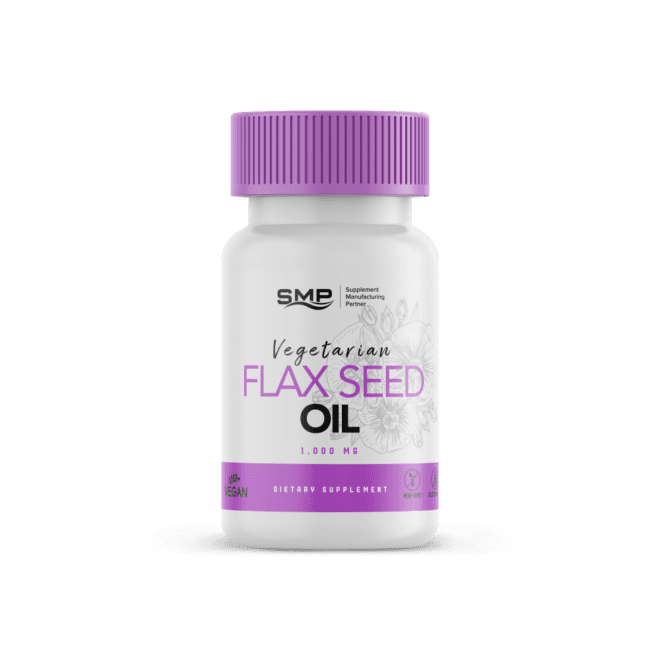 SMP
Supplement
Manufacturing
Partner
Vegetarian
FLAX SEED
OIL
1,000 MG
VEGAN
DIETARY SUPPLEMENT